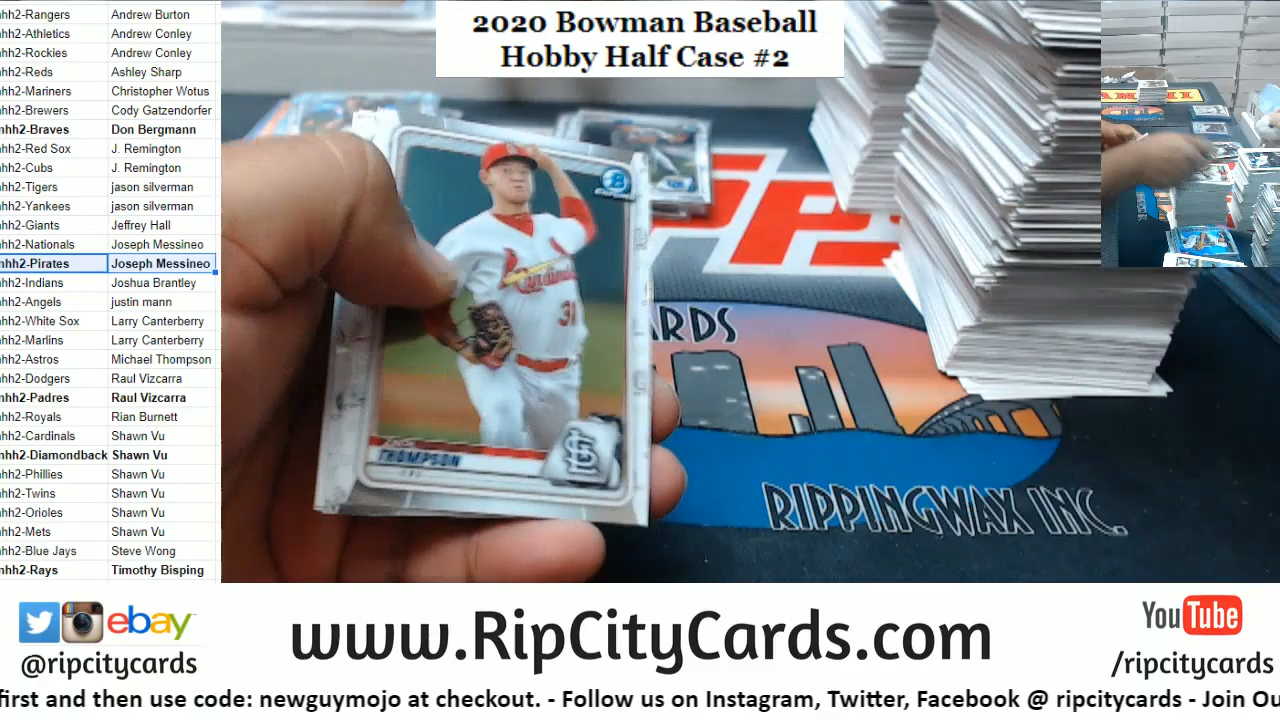 2020 Bowman Baseball
Hobby Half Case #2
hh2-Rangers Andrew Burton
hh2-Athletics Andrew Conley
hh2-Rockies Andrew Conley
hh2-Reds Ashley Sharp
hh2-Mariners Christopher Wotus
hh2-Brewers Cody Gatzendorfer
hh2-Braves Don Bergmann
hh2-Red Sox J. Remington
hh2-Cubs J. Remington
hh2-Tigers jason silverman
hh2-Yankees jason silverman
hh2-Giants Jeffrey Hall
hh2-Nationals Joseph Messineo
hh2-Pirates Joseph Messineo
hh2-Indians Joshua Brantley
hh2-Angels justin mann
hh2-White Sox Larry Canterberry
hh2-Marlins Larry Canterberry
hh2-Astros Michael Thompson
hh2-Dodgers Raul Vizcarra
hh2-Padres Raul Vizcarra
hh2-Royals Rian Burnett
hh2-Cardinals Shawn Vu
hh2-Diamondback Shawn Vu
hh2-Phillies Shawn Vu
hh2-Twins Shawn Vu
hh2-Orioles Shawn Vu
hh2-Mets Shawn Vu
hh2-Blue Jays Steve Wong
hh2-Rays Timothy Bisping
B
CHROME
Cardinals
31
THOMPSON
STL
ARDS
RIPPINGWAX INC.
ebay
@ripcitycards
www.RipCityCards.com
YouTube
/ripcitycards
first and then use code: newguymojo at checkout. - Follow us on Instagram, Twitter, Facebook @ ripcitycards - Join Ou